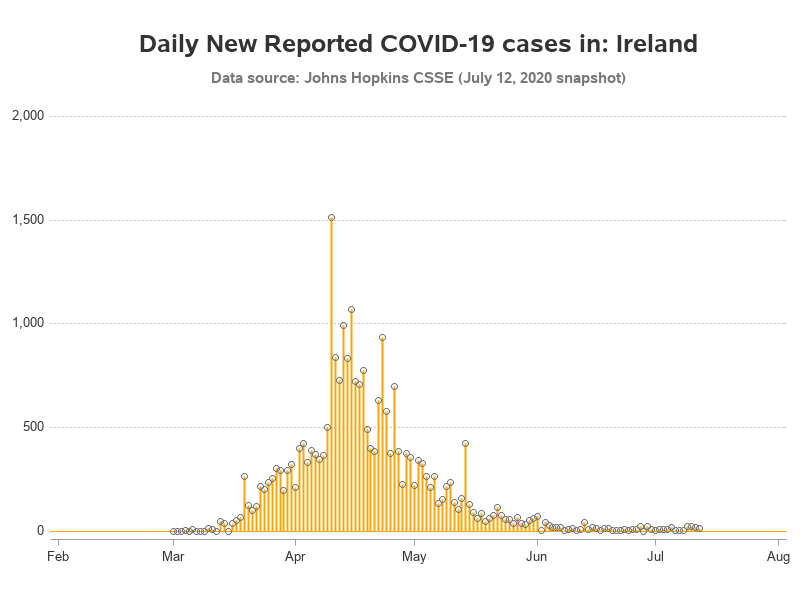 Daily New Reported COVID-19 cases in: Ireland
Data source: Johns Hopkins CSSE (July 12, 2020 snapshot)
2,000
1,500
1,000
500
0
Feb Mar Apr May Jun Jul Aug